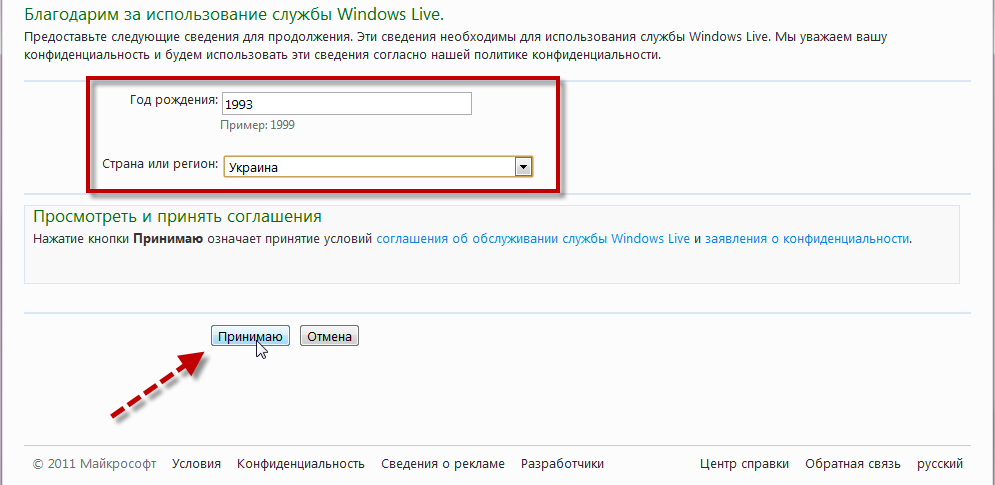 Благодарим за использование службы Windows Live.
Предоставьте следующие сведения для продолжения. Эти сведения необходимы для использования службы Windows Live. Мы уважаем вашу
конфиденциальность и будем использовать эти сведения согласно нашей политике конфиденциальности.
Год рождения: 1993
Пример: 1999
Страна или регион: Украина
Просмотреть и принять соглашения
Нажатие кнопки Принимаю означает принятие условий соглашения об обслуживании службы Windows Live и заявления о конфиденциальности.
Принимаю Отмена
© 2011 Майкрософт Условия Конфиденциальность Сведения о рекламе Разработчики Центр справки Обратная связь русский